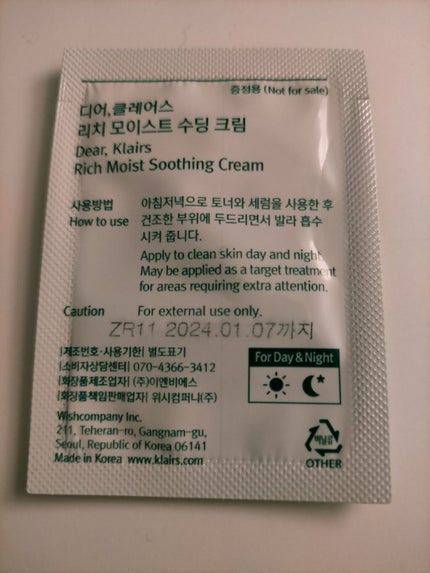 증정용 (Not for sale)
디어,클레어스
리치 모이스트 수딩 크림
Dear, Klairs
Rich Moist Soothing Cream
사용방법 아침저녁으로 토너와 세럼을 사용한 후
How to use 건조한 부위에 두드리면서 발라 흡수
시켜 줍니다.
Apply to clean skin day and night.
May be applied as a target treatment
for areas requiring extra attention.
Caution For external use only.
ZR11 2024.01.07까지
|제조번호·사용기한| 별도표기
|소비자상담센터| 070-4366-3412
|화장품제조업자| (주)이엔비에스
|화장품책임판매업자| 위시컴퍼니(주)
For Day & Night
Wishcompany Inc.
211, Teheran-ro, Gangnam-gu,
Seoul, Republic of Korea 06141
Made in Korea www.klairs.com
비닐류
OTHER